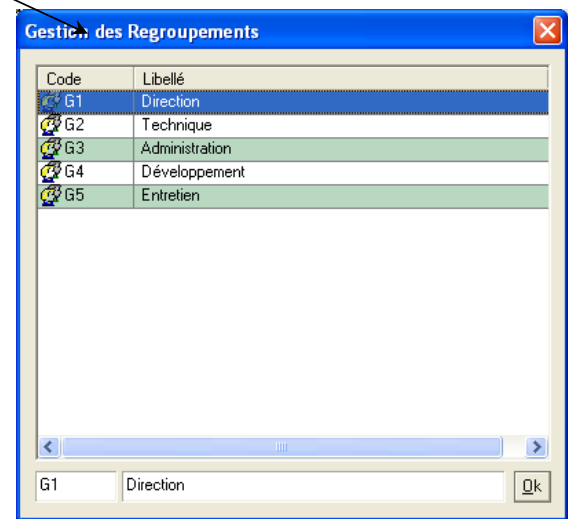 Gestion des Regroupements
Code Libellé
G1 Direction
G2 Technique
G3 Administration
G4 Développement
G5 Entretien
G1 Direction Ok